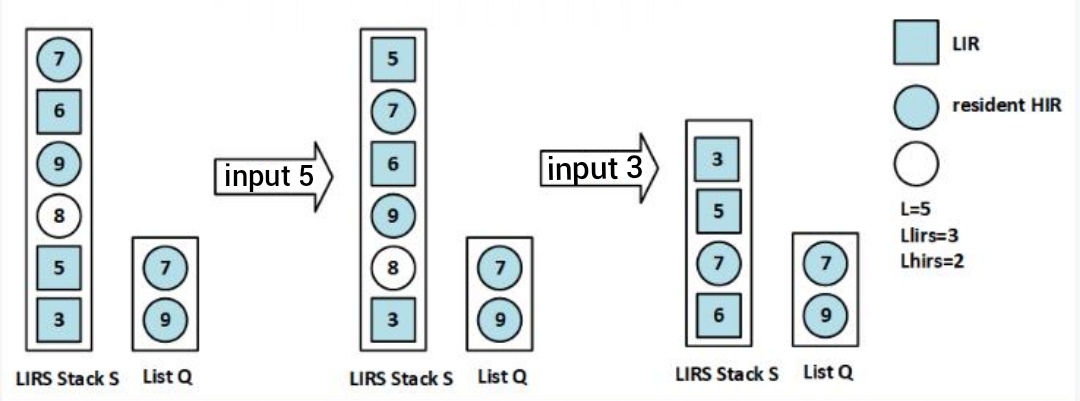 7
6
9
8
5
3
7
9
LIRS Stack S
List Q
input 5
5
7
6
9
8
3
7
9
LIRS Stack S
List Q
input 3
3
5
7
6
7
9
LIRS Stack S
List Q
LIR
resident HIR
L=5
Llirs=3
Lhirs=2